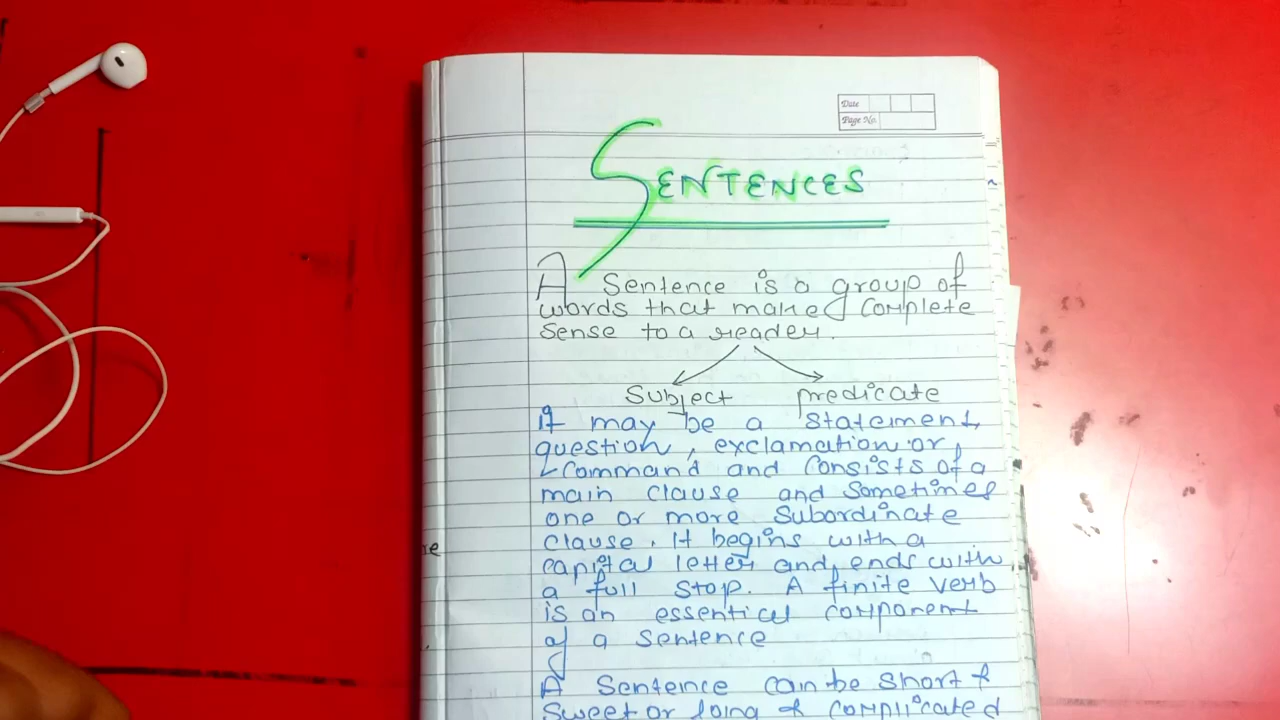 Date
Page No.
SENTENCES
A Sentence is a group of
words that make complete
sense to a reader.
Subject predicate
it may be a statement,
question, exclamation or
command and consists of a
main clause and sometimes
one or more subordinate
clause. It begins with a
capital letter and ends with
a full stop. A finite verb
is an essential component
of a sentence
A sentence can be short &
sweet or long & complicated
re